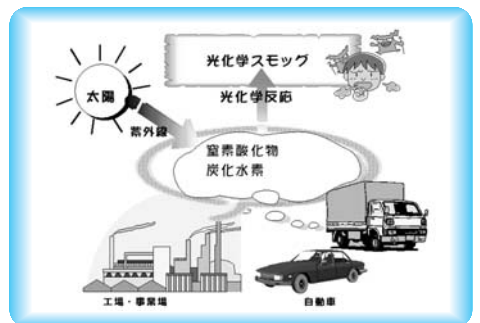 光化学スモッグ
太陽
光化学反応
紫外線
窒素酸化物
炭化水素
工場・事業場
自動車